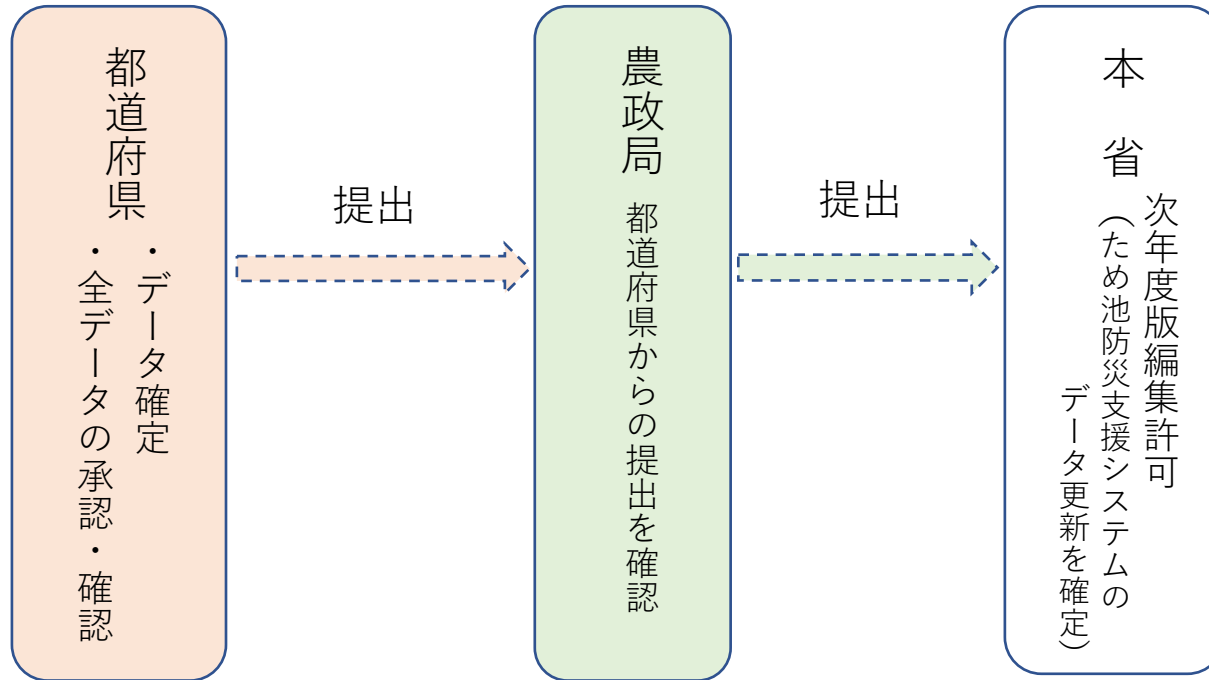 都道府県
・データ確定
・全データの承認・確認
提出
農政局
都道府県からの提出を確認
提出
本 省
次年度版編集許可
（ため池防災支援システムの
データ更新を確定）